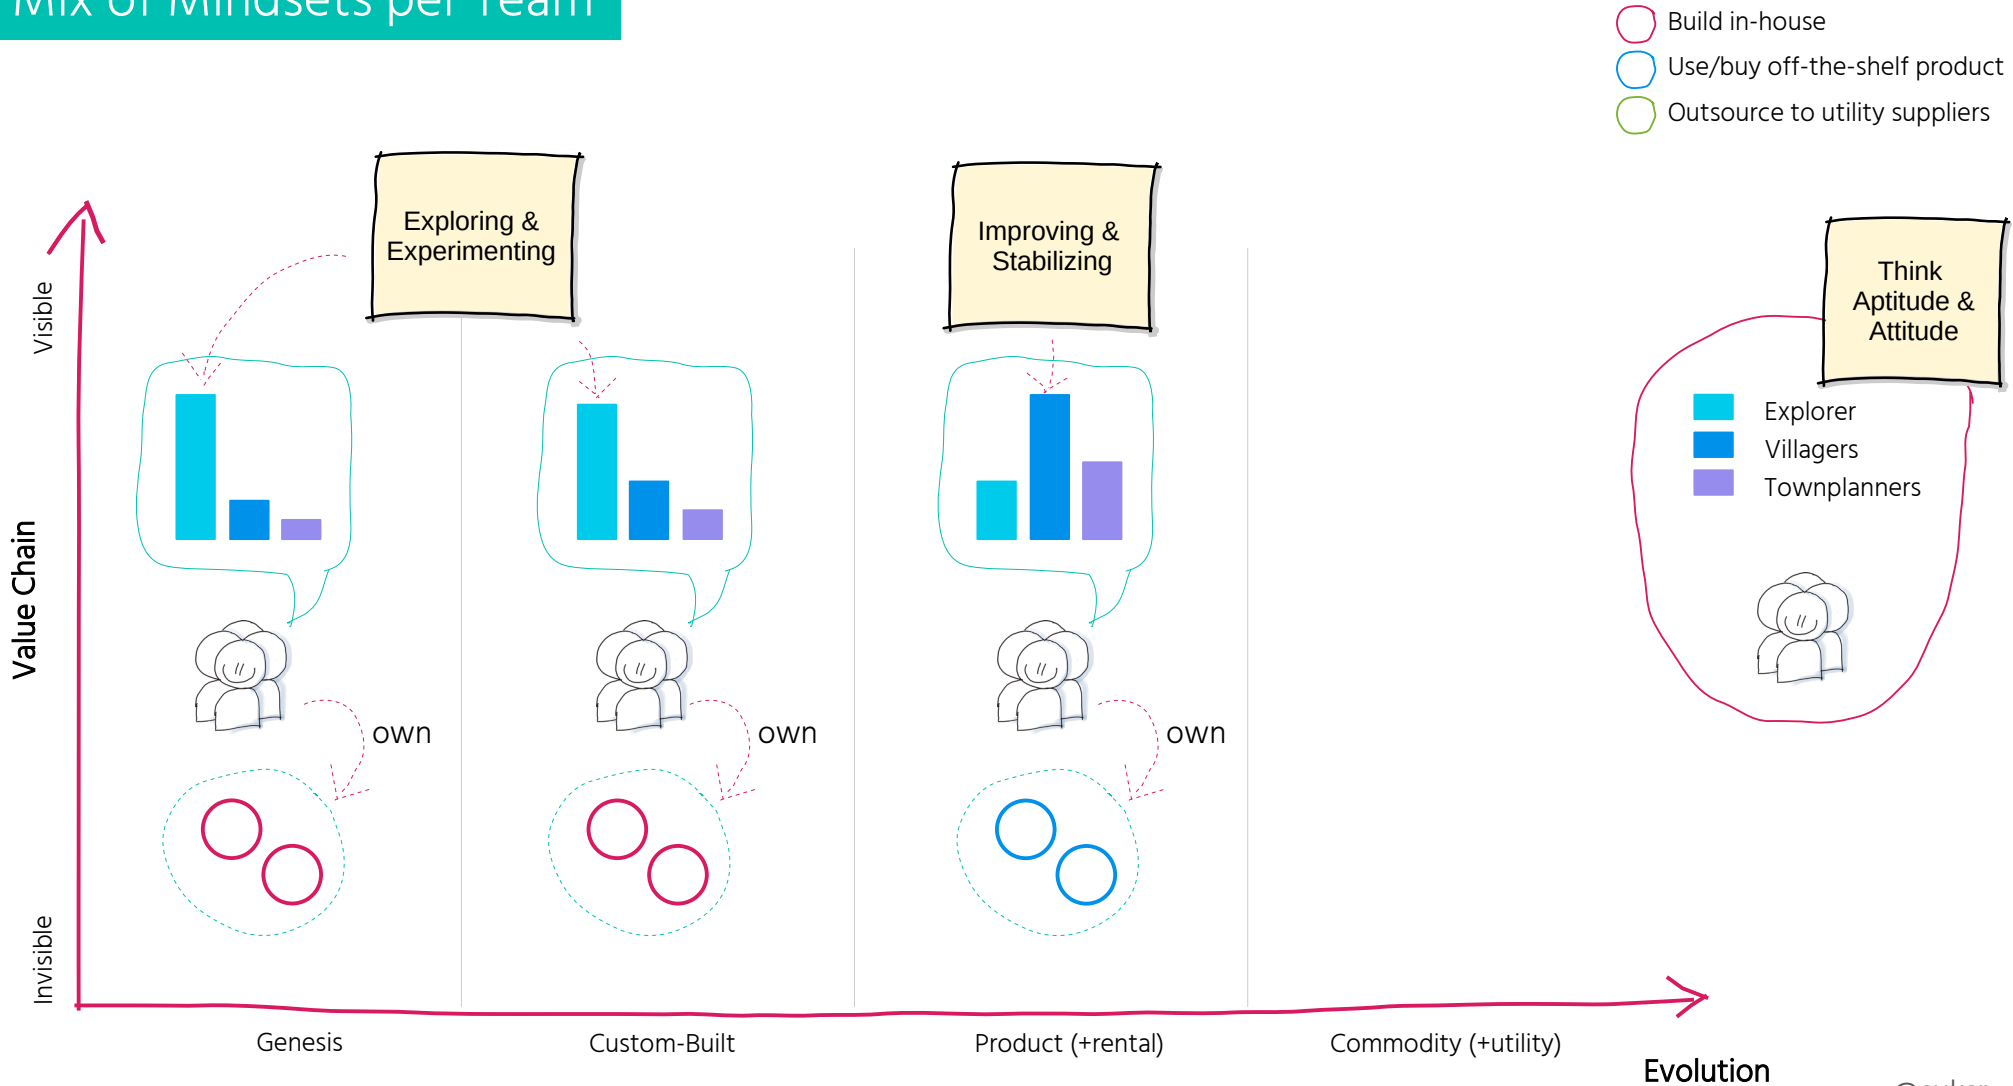 Mix of Mindsets per Team
Build in-house
Use/buy off-the-shelf product
Outsource to utility suppliers
Exploring &
Experimenting
Improving &
Stabilizing
Think
Aptitude &
Attitude
Visible
Value Chain
Invisible
Explorer
Villagers
Townplanners
own
own
own
Genesis
Custom-Built
Product (+rental)
Commodity (+utility)
Evolution